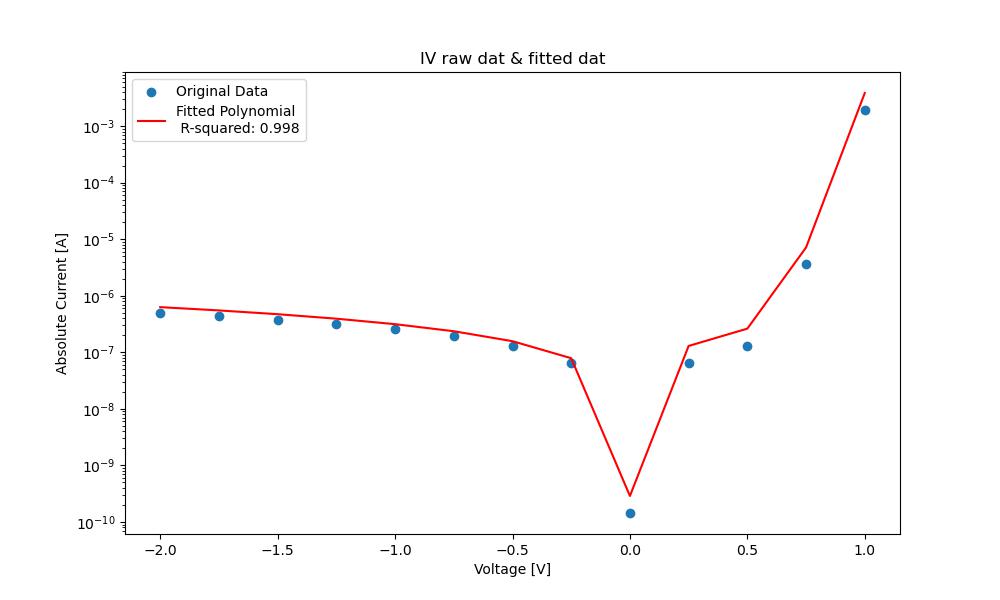 IV raw dat & fitted dat
Original Data
Fitted Polynomial
R-squared: 0.998
Absolute Current [A]
10⁻³
10⁻⁴
10⁻⁵
10⁻⁶
10⁻⁷
10⁻⁸
10⁻⁹
10⁻¹⁰
−2.0 −1.5 −1.0 −0.5 0.0 0.5 1.0
Voltage [V]